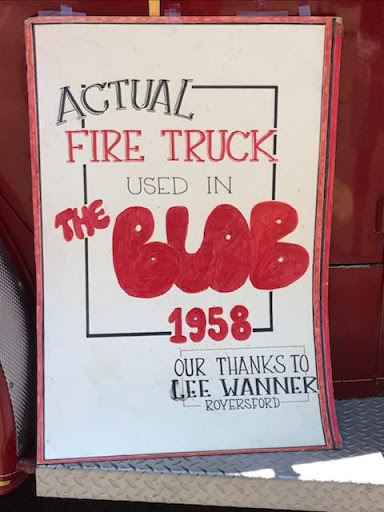 ACTUAL
FIRE TRUCK
USED IN
THE BLOB
1958
OUR THANKS TO
LEE WANNER
ROYERSFORD